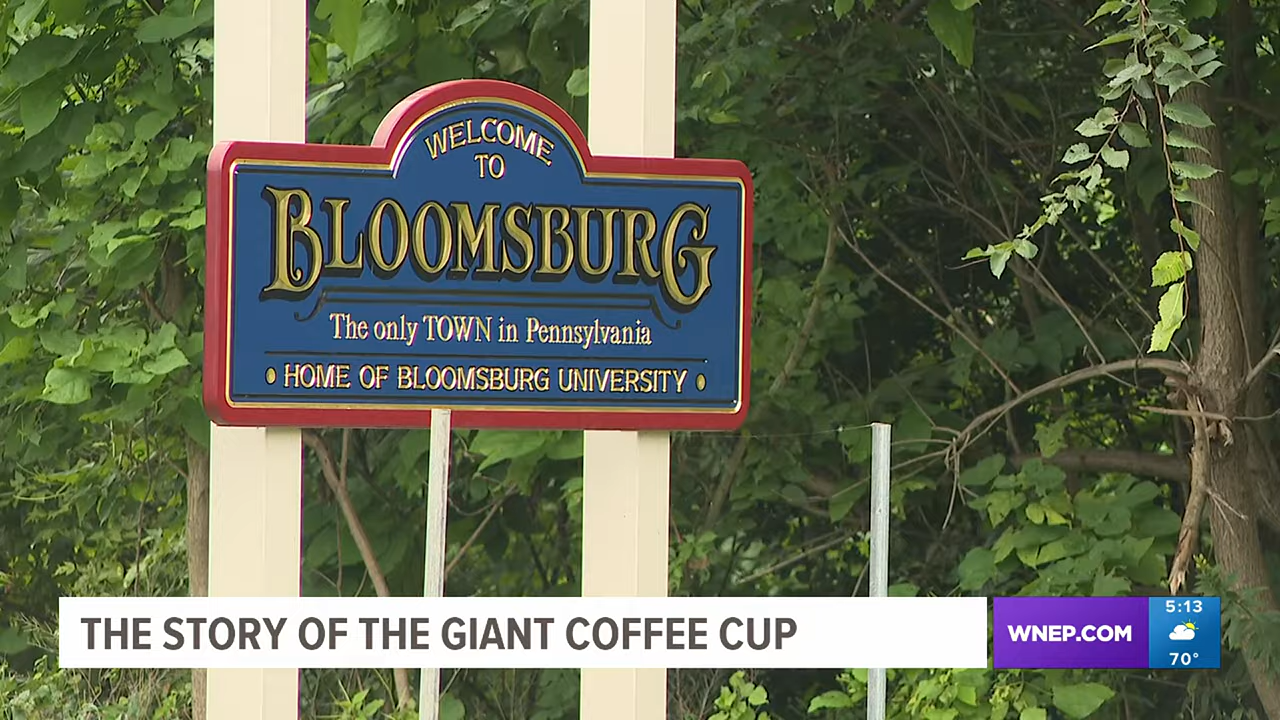 WELCOME
TO
BLOOMSBURG
The only TOWN in Pennsylvania
HOME OF BLOOMSBURG UNIVERSITY
THE STORY OF THE GIANT COFFEE CUP
WNEP.COM
5:13
70°